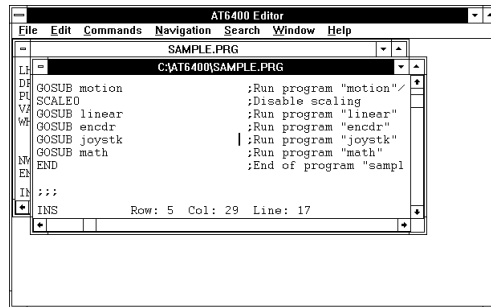 AT6400 Editor
File Edit Commands Navigation Search Window Help
SAMPLE.PRG
C:\AT6400\SAMPLE.PRG
GOSUB motion ;Run program "motion"/
SCALE0 ;Disable scaling
GOSUB linear ;Run program "linear"
GOSUB encdr ;Run program "encdr"
GOSUB joystk ;Run program "joystk"
GOSUB math ;Run program "math"
END ;End of program "sampl
;;;
INS Row: 5 Col: 29 Line: 17